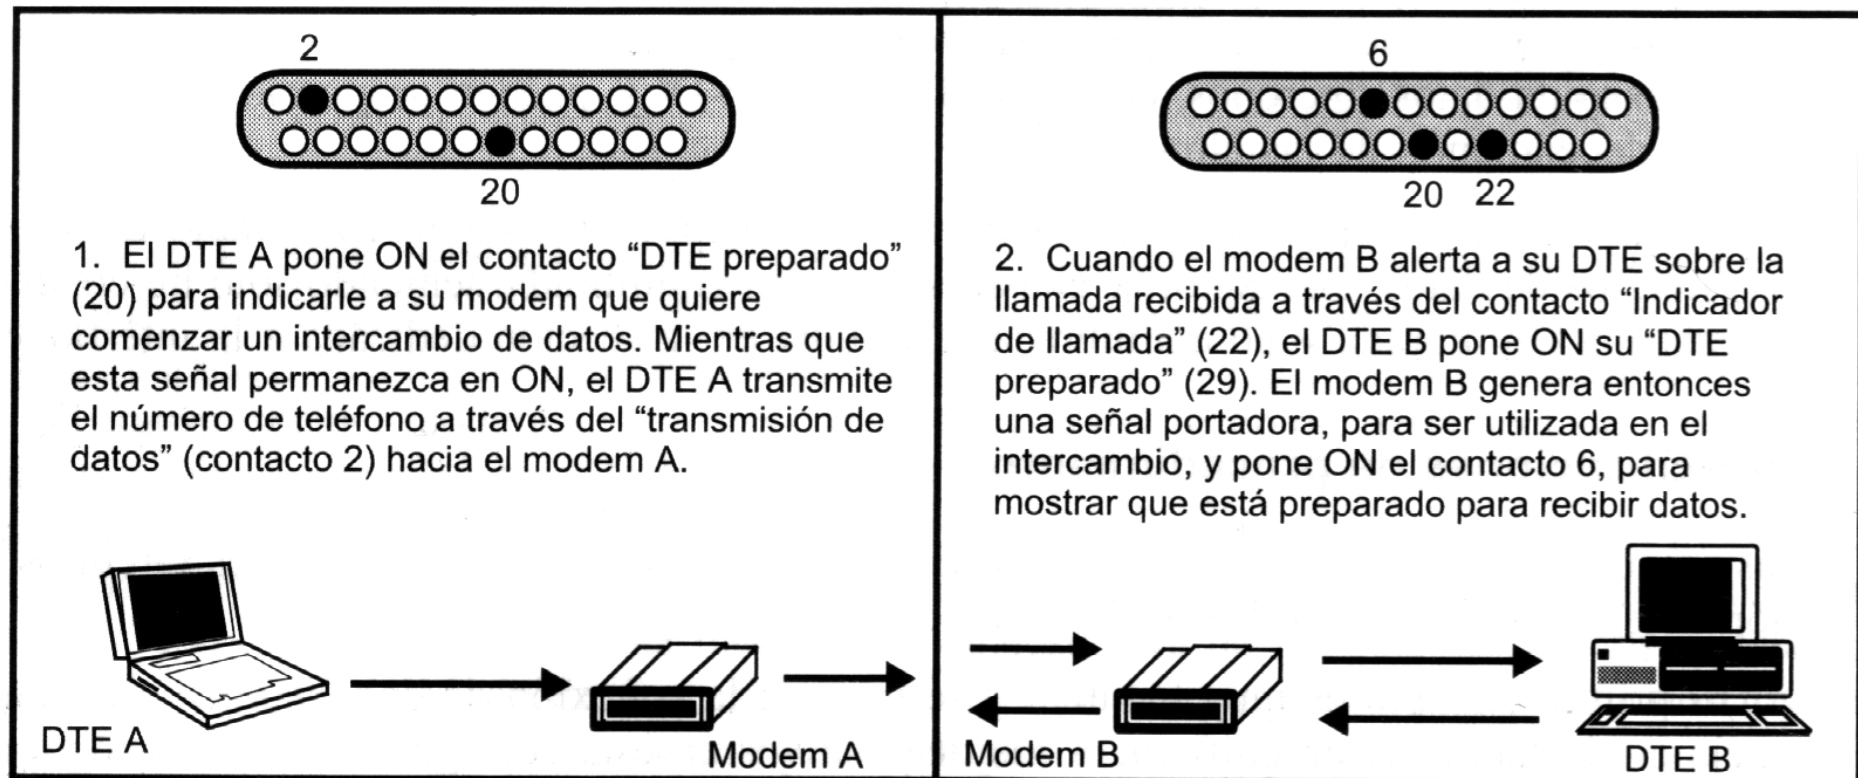 2
20
1. El DTE A pone ON el contacto “DTE preparado”
(20) para indicarle a su modem que quiere
comenzar un intercambio de datos. Mientras que
esta señal permanezca en ON, el DTE A transmite
el número de teléfono a través del “transmisión de
datos” (contacto 2) hacia el modem A.
DTE A
Modem A
6
20 22
2. Cuando el modem B alerta a su DTE sobre la
llamada recibida a través del contacto “Indicador
de llamada” (22), el DTE B pone ON su “DTE
preparado” (29). El modem B genera entonces
una señal portadora, para ser utilizada en el
intercambio, y pone ON el contacto 6, para
mostrar que está preparado para recibir datos.
Modem B
DTE B